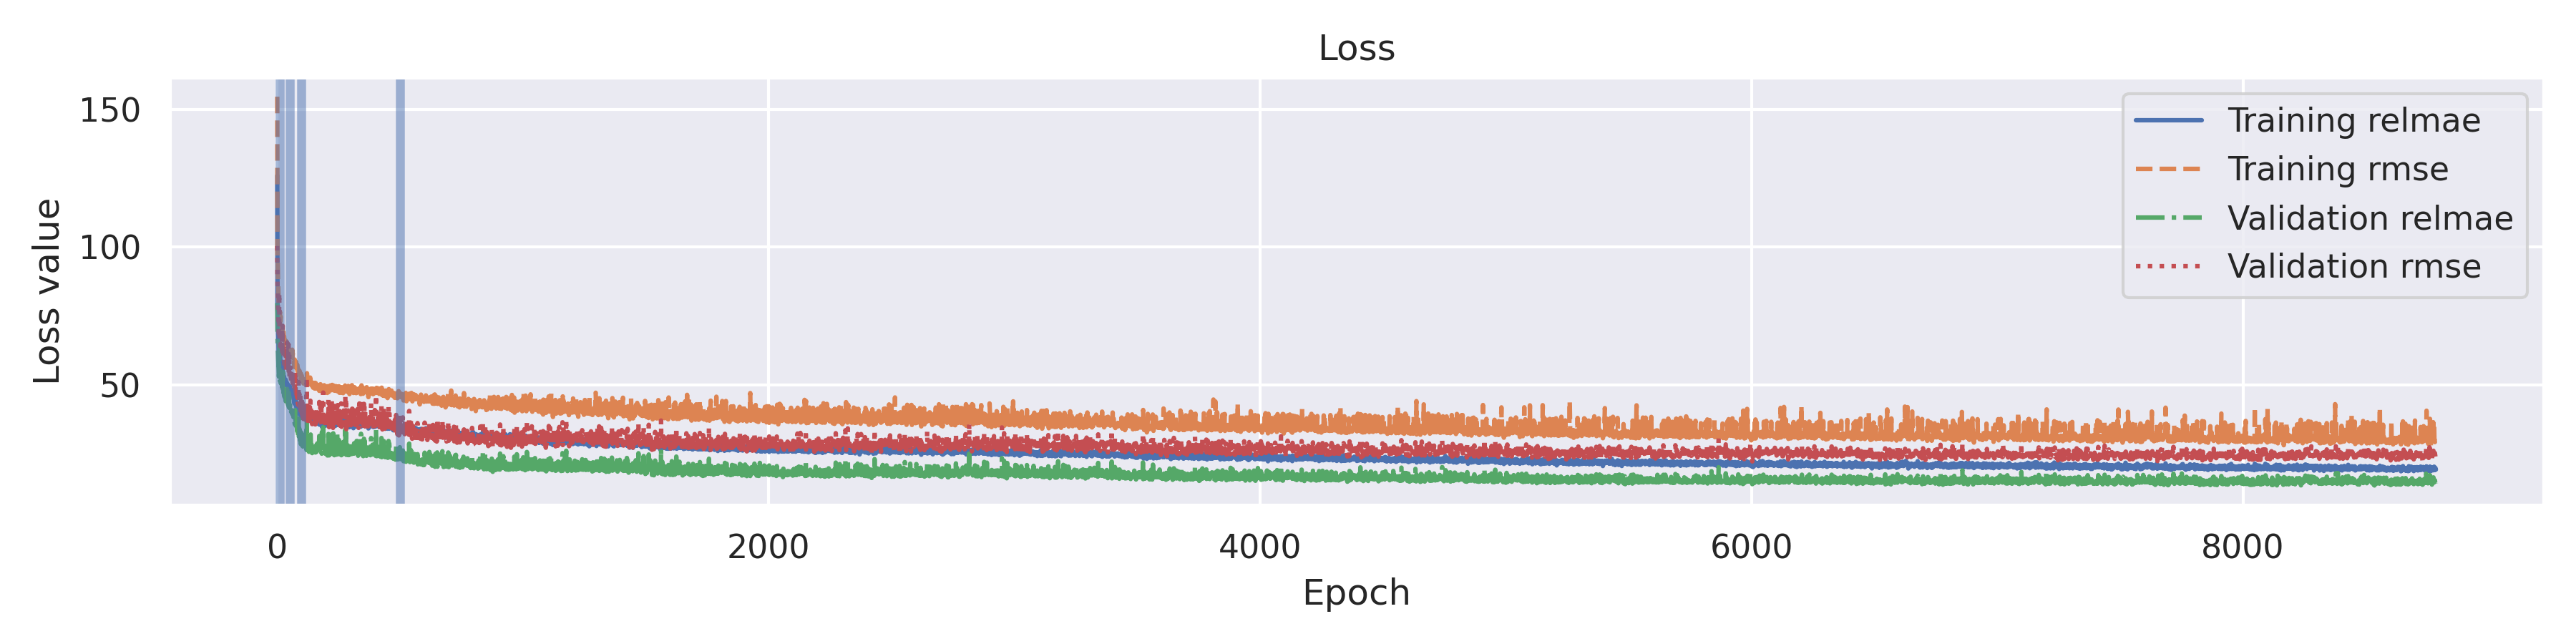 Loss
150
100
50
Loss value
Training relmae
Training rmse
Validation relmae
Validation rmse
0
2000
4000
6000
8000
Epoch